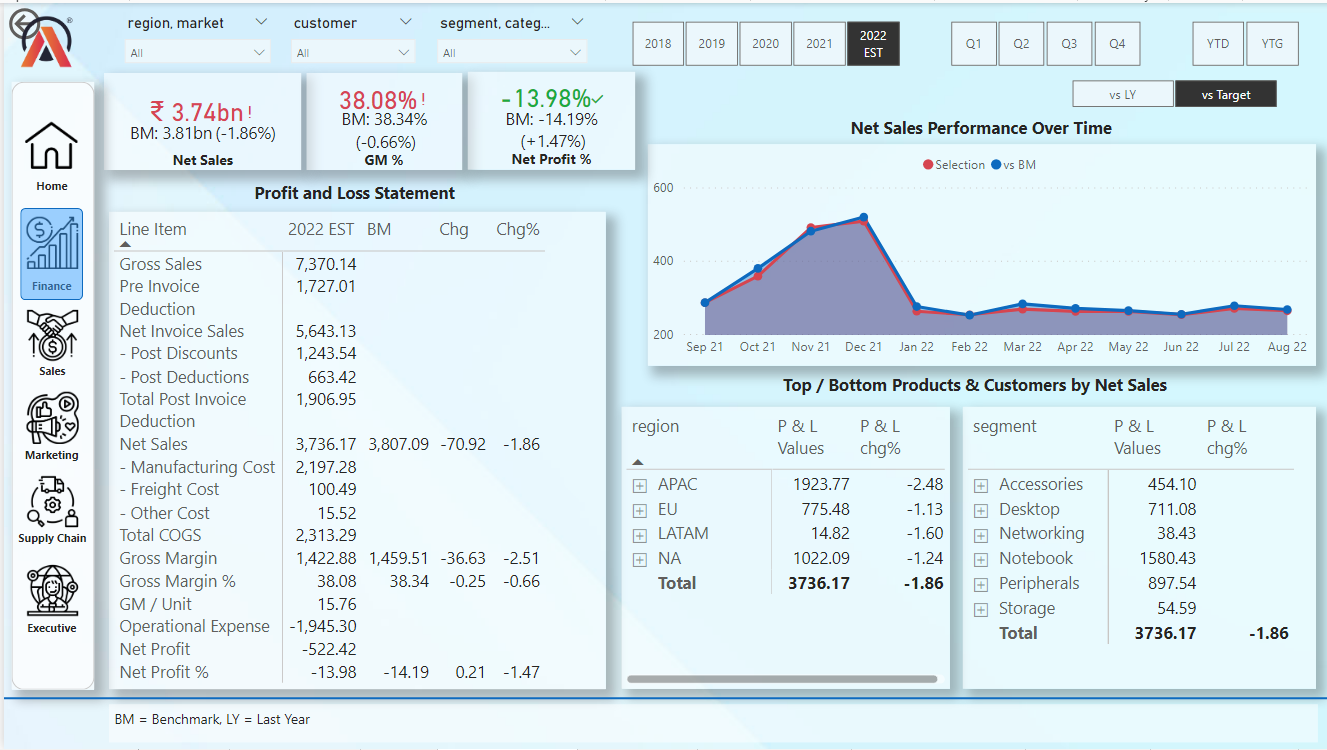 region, market
customer
segment, categ...
All
All
All
2018
2019
2020
2021
2022
EST
Q1
Q2
Q3
Q4
YTD
YTG
vs LY
vs Target
₹ 3.74bn!
BM: 3.81bn (-1.86%)
Net Sales
38.08%!
BM: 38.34%
(-0.66%)
GM %
-13.98%✓
BM: -14.19%
(+1.47%)
Net Profit %
Home
Finance
Sales
Marketing
Supply Chain
Executive
Profit and Loss Statement
Line Item 2022 EST BM Chg Chg%
Gross Sales 7,370.14
Pre Invoice 1,727.01
Deduction
Net Invoice Sales 5,643.13
- Post Discounts 1,243.54
- Post Deductions 663.42
Total Post Invoice 1,906.95
Deduction
Net Sales 3,736.17 3,807.09 -70.92 -1.86
- Manufacturing Cost 2,197.28
- Freight Cost 100.49
- Other Cost 15.52
Total COGS 2,313.29
Gross Margin 1,422.88 1,459.51 -36.63 -2.51
Gross Margin % 38.08 38.34 -0.25 -0.66
GM / Unit 15.76
Operational Expense -1,945.30
Net Profit -522.42
Net Profit % -13.98 -14.19 0.21 -1.47
Net Sales Performance Over Time
Selection vs BM
600
400
200
Sep 21 Oct 21 Nov 21 Dec 21 Jan 22 Feb 22 Mar 22 Apr 22 May 22 Jun 22 Jul 22 Aug 22
Top / Bottom Products & Customers by Net Sales
region P & L P & L
Values chg%
APAC 1923.77 -2.48
EU 775.48 -1.13
LATAM 14.82 -1.60
NA 1022.09 -1.24
Total 3736.17 -1.86
segment P & L P & L
Values chg%
Accessories 454.10
Desktop 711.08
Networking 38.43
Notebook 1580.43
Peripherals 897.54
Storage 54.59
Total 3736.17 -1.86
BM = Benchmark, LY = Last Year